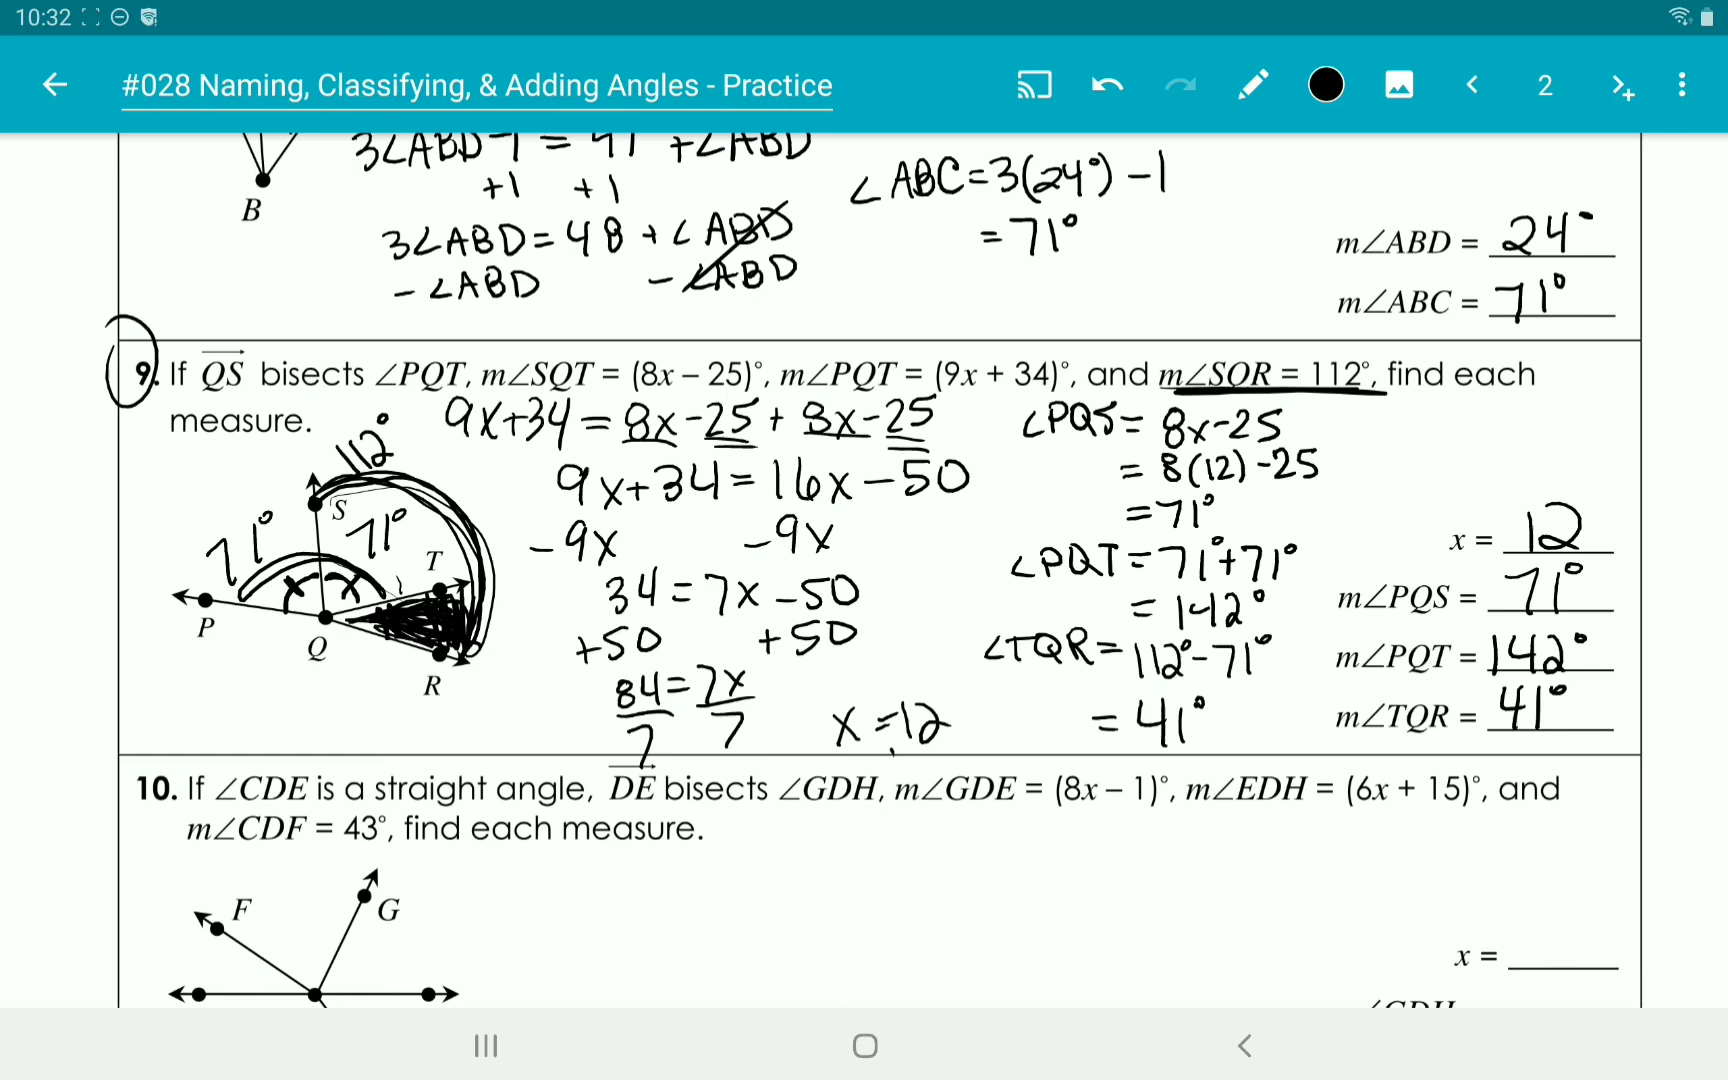 10:32
#028 Naming, Classifying, & Adding Angles - Practice
2
+∠ABD
+1 +1
3∠ABD = 48 + ∠ABD
- ∠ABD - ∠ABD
B
∠ABC = 3(24°) - 1
= 71°
m∠ABD = 24°
m∠ABC = 71°
9. If QS bisects ∠PQT, m∠SQT = (8x – 25)°, m∠PQT = (9x + 34)°, and m∠SQR = 112°, find each
measure.
9x+34 = 8x-25 + 8x-25
9x+34 = 16x-50
-9x -9x
34 = 7x -50
+50 +50
84 = 7x
7 7
x = 12
∠PQS = 8x-25
= 8(12) -25
= 71°
∠PQT = 71°+71°
= 142°
∠TQR = 112°-71°
= 41°
112°
71° 71°
S
T
P
Q
R
x x
x = 12
m∠PQS = 71°
m∠PQT = 142°
m∠TQR = 41°
10. If ∠CDE is a straight angle, DE bisects ∠GDH, m∠GDE = (8x – 1)°, m∠EDH = (6x + 15)°, and
m∠CDF = 43°, find each measure.
F
G
x =